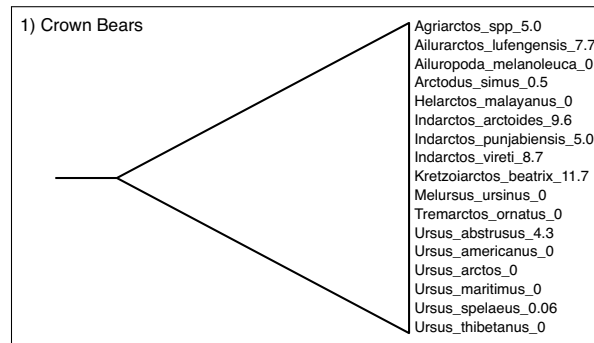 1) Crown Bears
Agriarctos_spp_5.0
Ailurarctos_lufengensis_7.7
Ailuropoda_melanoleuca_0
Arctodus_simus_0.5
Helarctos_malayanus_0
Indarctos_arctoides_9.6
Indarctos_punjabiensis_5.0
Indarctos_vireti_8.7
Kretzoiarctos_beatrix_11.7
Melursus_ursinus_0
Tremarctos_ornatus_0
Ursus_abstrusus_4.3
Ursus_americanus_0
Ursus_arctos_0
Ursus_maritimus_0
Ursus_spelaeus_0.06
Ursus_thibetanus_0